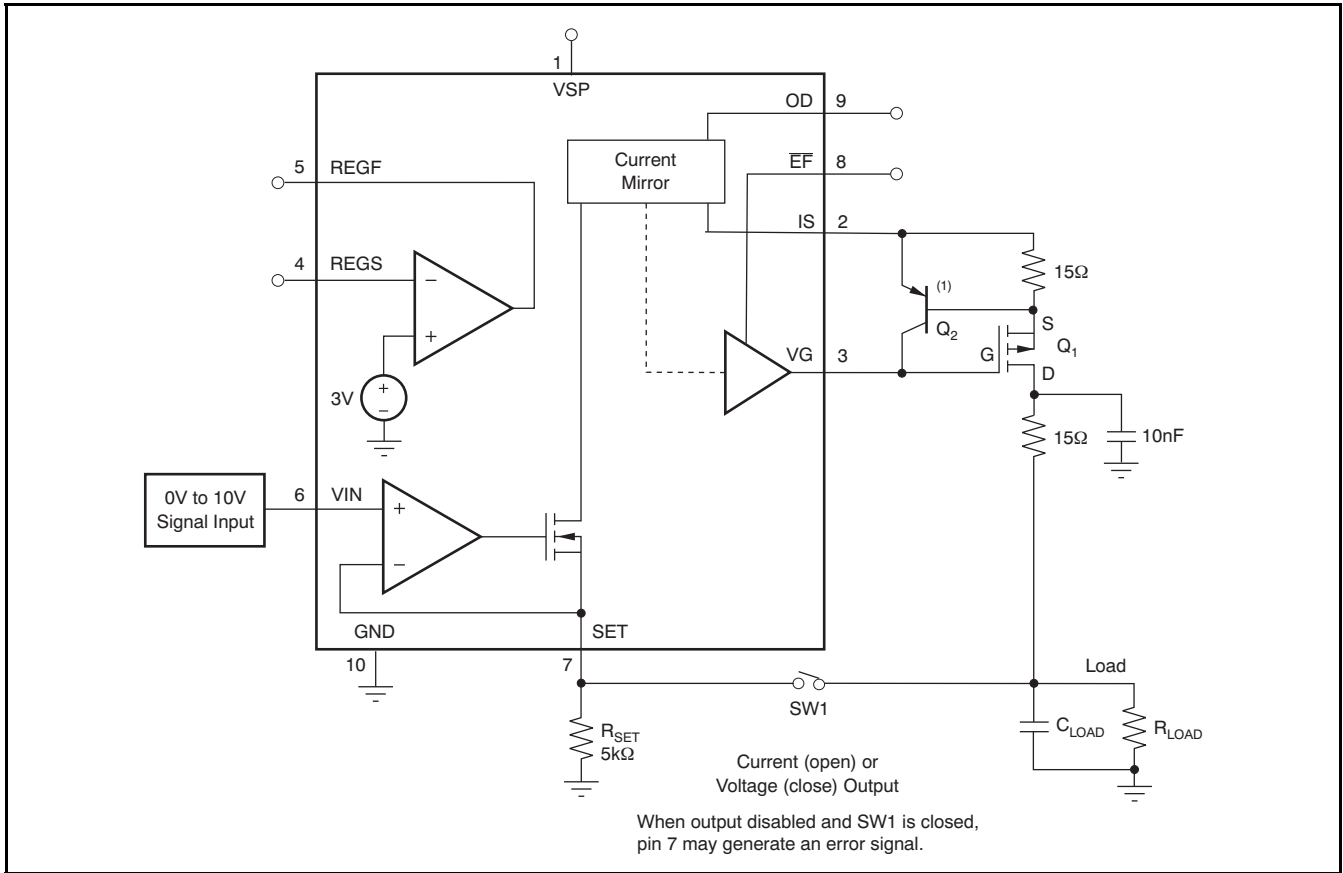 1
VSP
OD 9
Current
Mirror
EF 8
5 REGF
IS 2
4 REGS
15Ω
(1)
−
+
Q2
S
Q1
VG 3
G
D
3V
+
−
15Ω
10nF
0V to 10V
Signal Input
6 VIN
+
−
GND
SET
10
7
Load
SW1
RSET
5kΩ
CLOAD
RLOAD
Current (open) or
Voltage (close) Output
When output disabled and SW1 is closed,
pin 7 may generate an error signal.